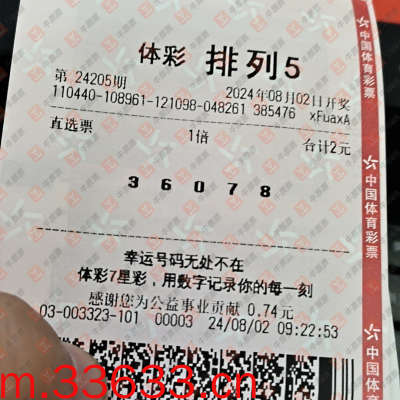 体彩 排列5
第 24205期 2024年08月02日开奖
110440-108961-121098-048261 385476 xFuaxA
直选票 1倍 合计2元
3 6 0 7 8
幸运号码无处不在
体彩7星彩，用数字记录你的每一刻
感谢您为公益事业贡献 0.74元
03-003323-101 00003 24/08/02 09:22:53
m.33633.cn
中国体育彩票
中国体育彩票
中国体育彩票